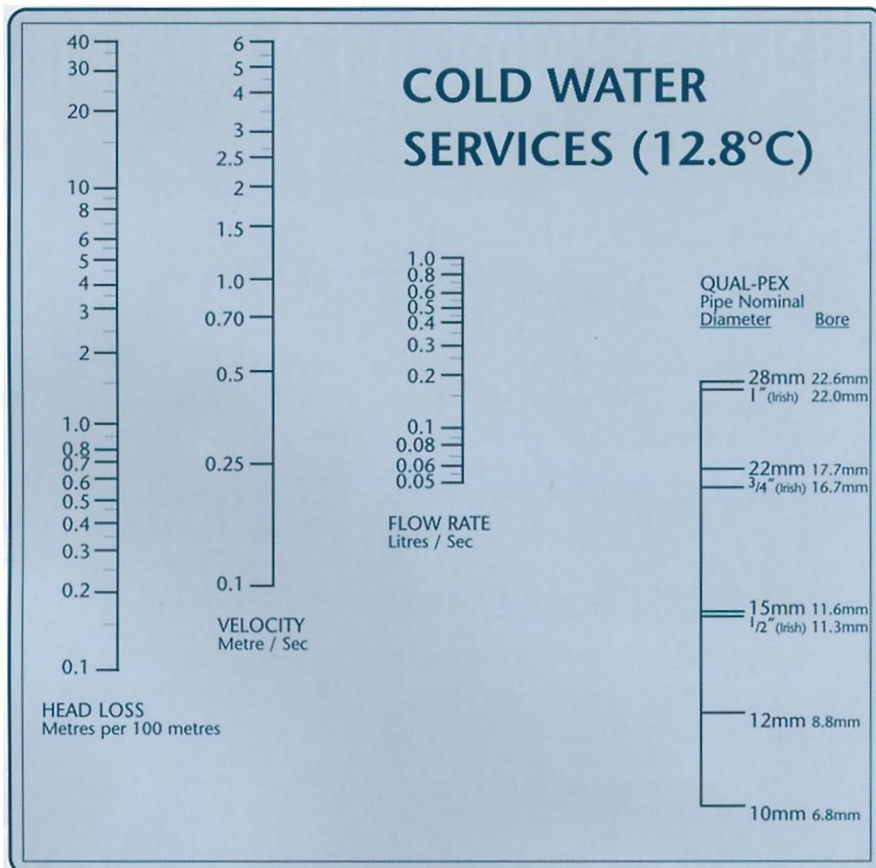 COLD WATER
SERVICES (12.8°C)
40
30
20
10
8
6
5
4
3
2
1.0
0.8
0.7
0.6
0.5
0.4
0.3
0.2
0.1
HEAD LOSS
Metres per 100 metres
6
5
4
3
2.5
2
1.5
1.0
0.70
0.5
0.25
0.1
VELOCITY
Metre / Sec
1.0
0.8
0.6
0.5
0.4
0.3
0.2
0.1
0.08
0.06
0.05
FLOW RATE
Litres / Sec
QUAL-PEX
Pipe Nominal
Diameter Bore
28mm 22.6mm
1" (Irish) 22.0mm
22mm 17.7mm
3/4" (Irish) 16.7mm
15mm 11.6mm
1/2" (Irish) 11.3mm
12mm 8.8mm
10mm 6.8mm